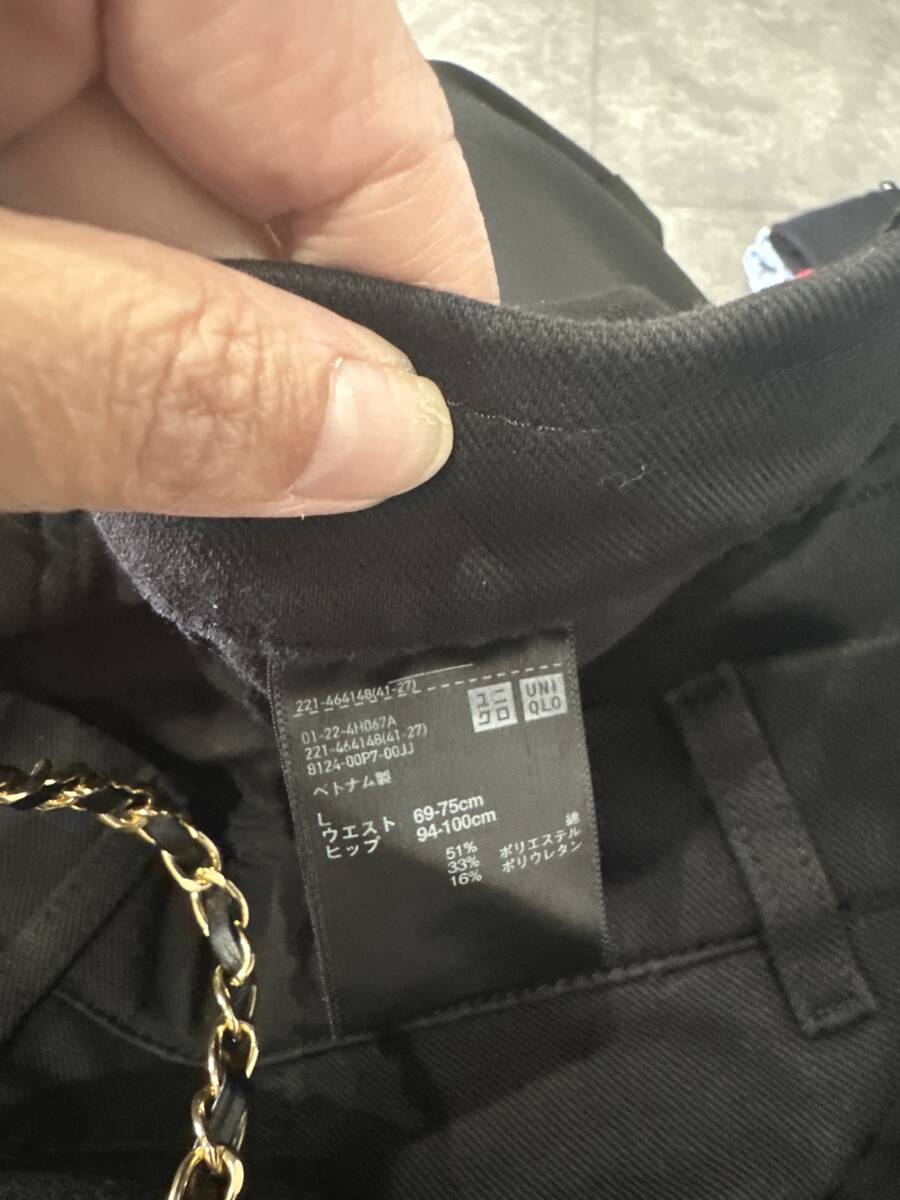 221-464148(41-27)
ユニクロ
UNIQLO
01-22-4H067A
221-464148(41-27)
8124-00P7-00JJ
ベトナム製
L
ウエスト 69-75cm
ヒップ 94-100cm
51% 綿
33% ポリエステル
16% ポリウレタン